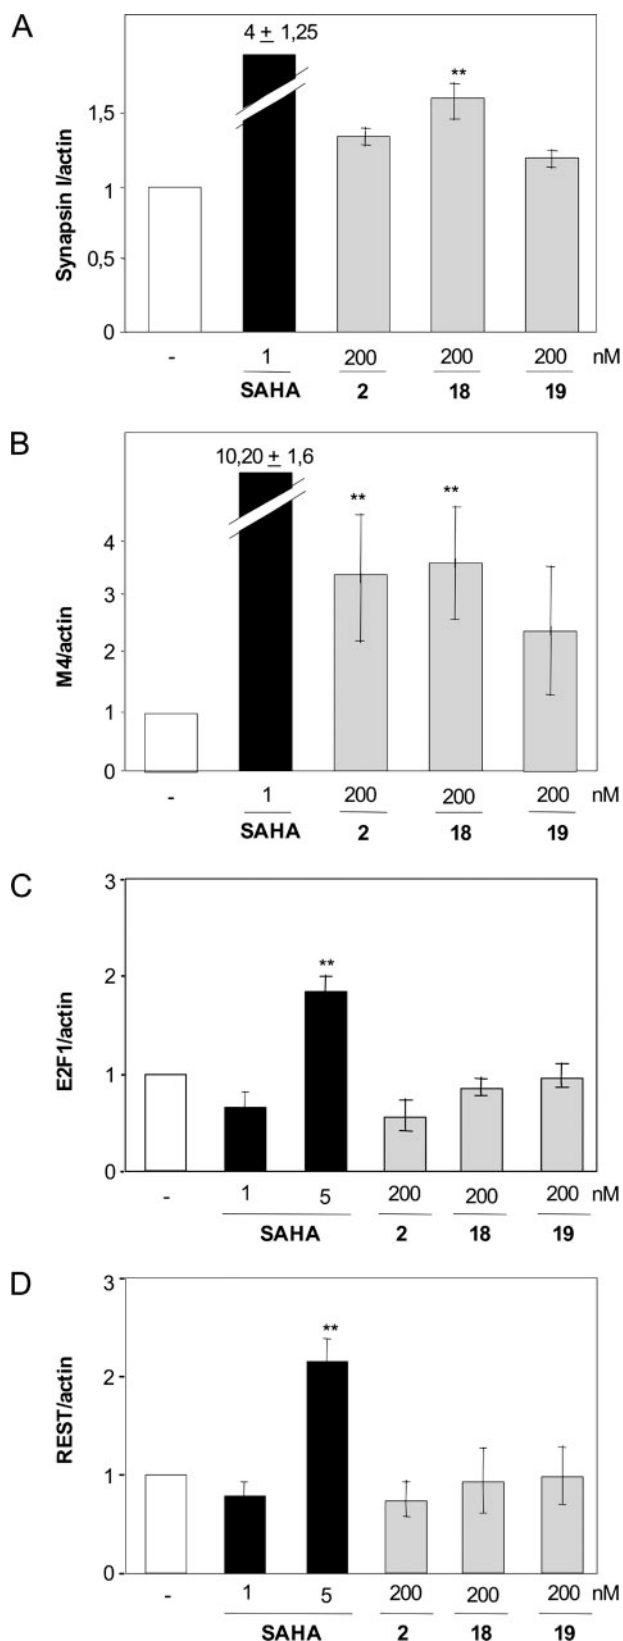 A
4 ± 1,25
**
1,5
1
0,5
0
Synapsin I/actin
- 1 200 200 200 nM
SAHA 2 18 19
B
10,20 ± 1,6
** **
4
3
2
1
0
M4/actin
- 1 200 200 200 nM
SAHA 2 18 19
C
3
**
2
1
0
E2F1/actin
- 1 5 200 200 200 nM
SAHA 2 18 19
D
3
**
2
1
0
REST/actin
- 1 5 200 200 200 nM
SAHA 2 18 19